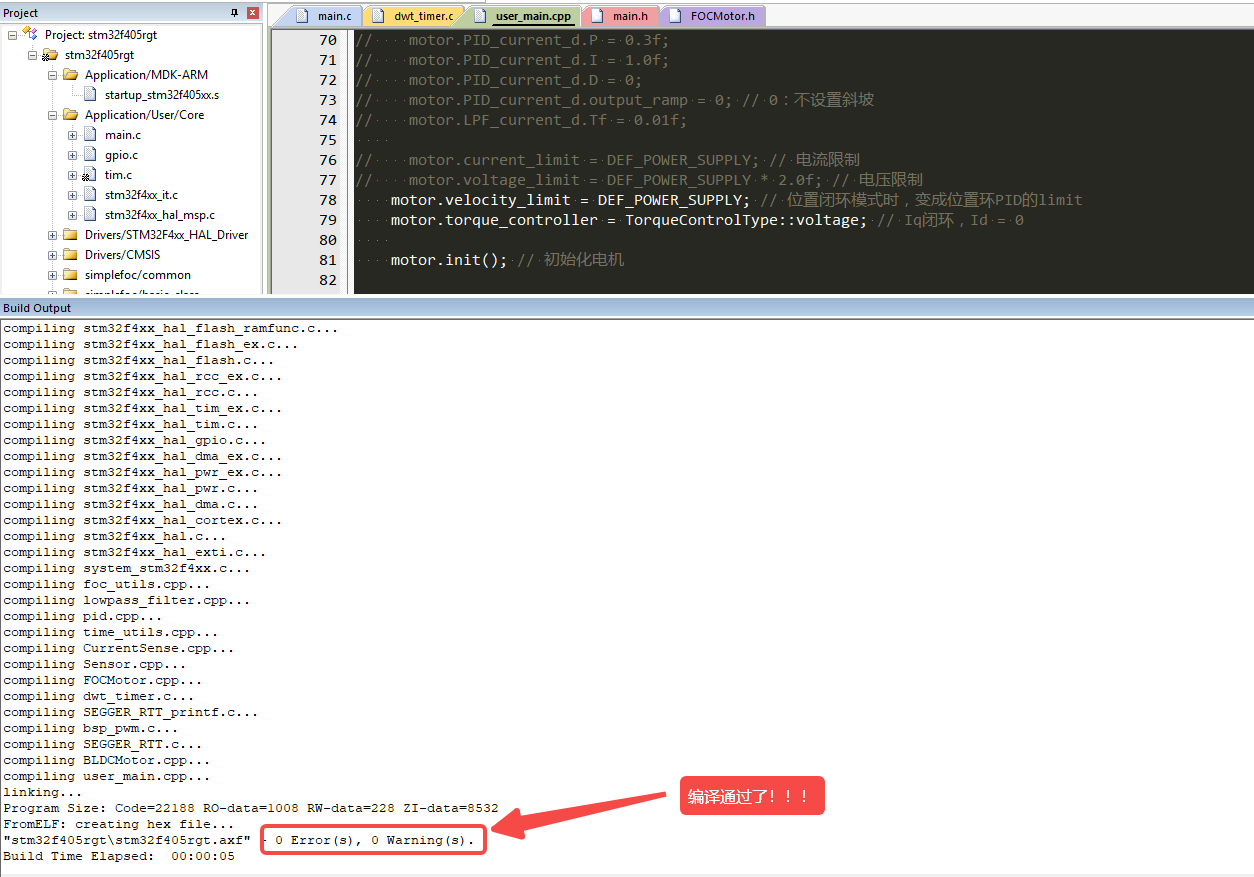 Project
Project: stm32f405rgt
stm32f405rgt
Application/MDK-ARM
startup_stm32f405xx.s
Application/User/Core
main.c
gpio.c
tim.c
stm32f4xx_it.c
stm32f4xx_hal_msp.c
Drivers/STM32F4xx_HAL_Driver
Drivers/CMSIS
simplefoc/common
main.c dwt_timer.c user_main.cpp main.h FOCMotor.h
70 //    motor.PID_current_d.P = 0.3f;
71 //    motor.PID_current_d.I = 1.0f;
72 //    motor.PID_current_d.D = 0;
73 //    motor.PID_current_d.output_ramp = 0; // 0：不设置斜坡
74 //    motor.LPF_current_d.Tf = 0.01f;
75
76 //    motor.current_limit = DEF_POWER_SUPPLY; // 电流限制
77 //    motor.voltage_limit = DEF_POWER_SUPPLY * 2.0f; // 电压限制
78     motor.velocity_limit = DEF_POWER_SUPPLY; // 位置闭环模式时，变成位置环PID的limit
79     motor.torque_controller = TorqueControlType::voltage; // Iq闭环，Id = 0
80
81     motor.init(); // 初始化电机
82
Build Output
compiling stm32f4xx_hal_flash_ramfunc.c...
compiling stm32f4xx_hal_flash_ex.c...
compiling stm32f4xx_hal_flash.c...
compiling stm32f4xx_hal_rcc_ex.c...
compiling stm32f4xx_hal_rcc.c...
compiling stm32f4xx_hal_tim_ex.c...
compiling stm32f4xx_hal_tim.c...
compiling stm32f4xx_hal_gpio.c...
compiling stm32f4xx_hal_dma_ex.c...
compiling stm32f4xx_hal_pwr_ex.c...
compiling stm32f4xx_hal_pwr.c...
compiling stm32f4xx_hal_dma.c...
compiling stm32f4xx_hal_cortex.c...
compiling stm32f4xx_hal.c...
compiling stm32f4xx_hal_exti.c...
compiling system_stm32f4xx.c...
compiling foc_utils.cpp...
compiling lowpass_filter.cpp...
compiling pid.cpp...
compiling time_utils.cpp...
compiling CurrentSense.cpp...
compiling Sensor.cpp...
compiling FOCMotor.cpp...
compiling dwt_timer.c...
compiling SEGGER_RTT_printf.c...
compiling bsp_pwm.c...
compiling SEGGER_RTT.c...
compiling BLDCMotor.cpp...
compiling user_main.cpp...
linking...
Program Size: Code=22188 RO-data=1008 RW-data=228 ZI-data=8532
FromELF: creating hex file...
"stm32f405rgt\stm32f405rgt.axf" - 0 Error(s), 0 Warning(s).
Build Time Elapsed:  00:00:05
编译通过了！！！